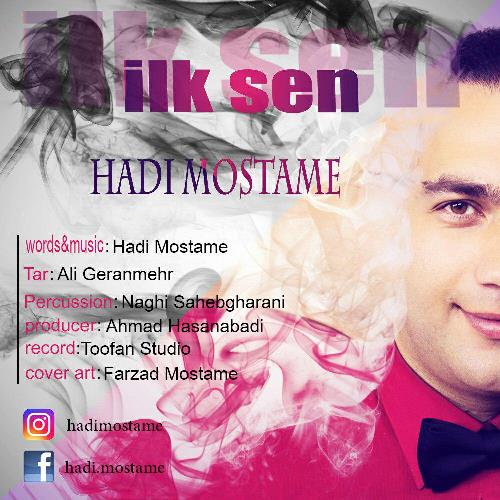 ilk sen
ilk sen
HADI MOSTAME
words&music: Hadi Mostame
Tar: Ali Geranmehr
Percussion: Naghi Sahebgharani
producer: Ahmad Hasanabadi
record:Toofan Studio
cover art:Farzad Mostame
hadimostame
hadi.mostame